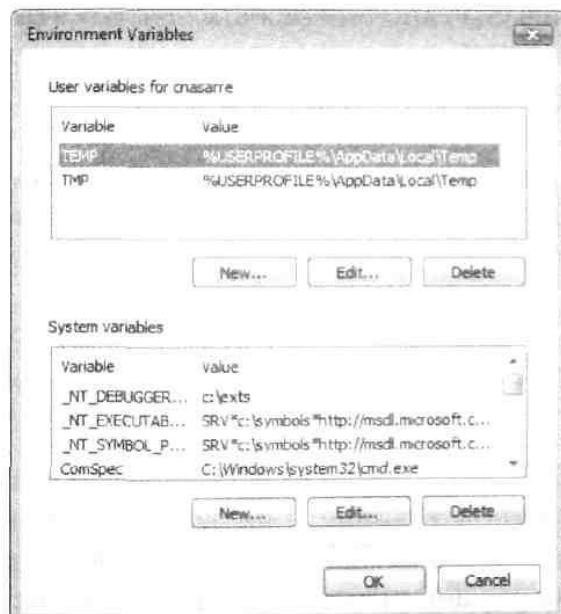 Environment Variables
User variables for cnasarre
Variable Value
TEMP %USERPROFILE%\AppData\Local\Temp
TMP %USERPROFILE%\AppData\Local\Temp
New... Edit... Delete
System variables
Variable Value
_NT_DEBUGGER... c:\exts
_NT_EXECUTAB... SRV*c:\symbols*http://msdl.microsoft.c...
_NT_SYMBOL_P... SRV*c:\symbols*http://msdl.microsoft.c...
ComSpec C:\Windows\system32\cmd.exe
New... Edit... Delete
OK Cancel